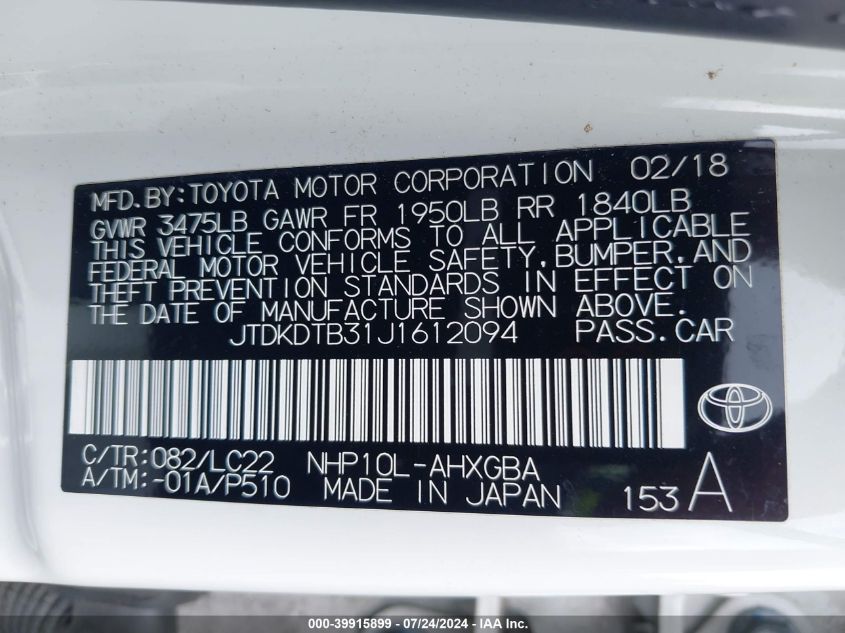 MFD. BY: TOYOTA MOTOR CORPORATION 02/18
GVWR 3475LB GAWR FR 1950LB RR 1840LB
THIS VEHICLE CONFORMS TO ALL APPLICABLE
FEDERAL MOTOR VEHICLE SAFETY, BUMPER, AND
THEFT PREVENTION STANDARDS IN EFFECT ON
THE DATE OF MANUFACTURE SHOWN ABOVE.
JTDKDTB31J1612094 PASS. CAR
C/TR: 082/LC22 NHP10L-AHXGBA
A/TM: -01A/P510 MADE IN JAPAN 153 A
000-39915899 - 07/24/2024 - IAA Inc.